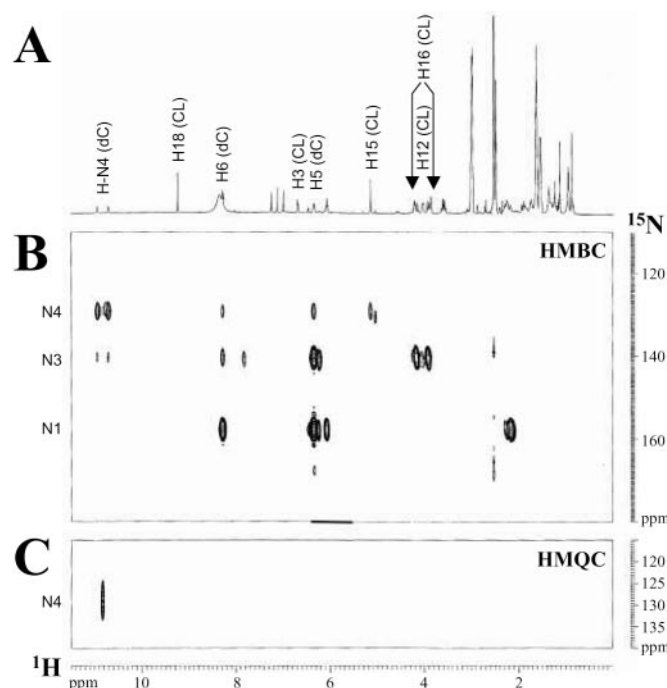 A
H-N4 (dC)
H18 (CL)
H6 (dC)
H3 (CL)
H5 (dC)
H15 (CL)
H16 (CL)
H12 (CL)
15N
B
HMBC
N4
N3
N1
120
140
160
ppm
C
HMQC
N4
120
125
130
135
140
ppm
1H
ppm
10
8
6
4
2